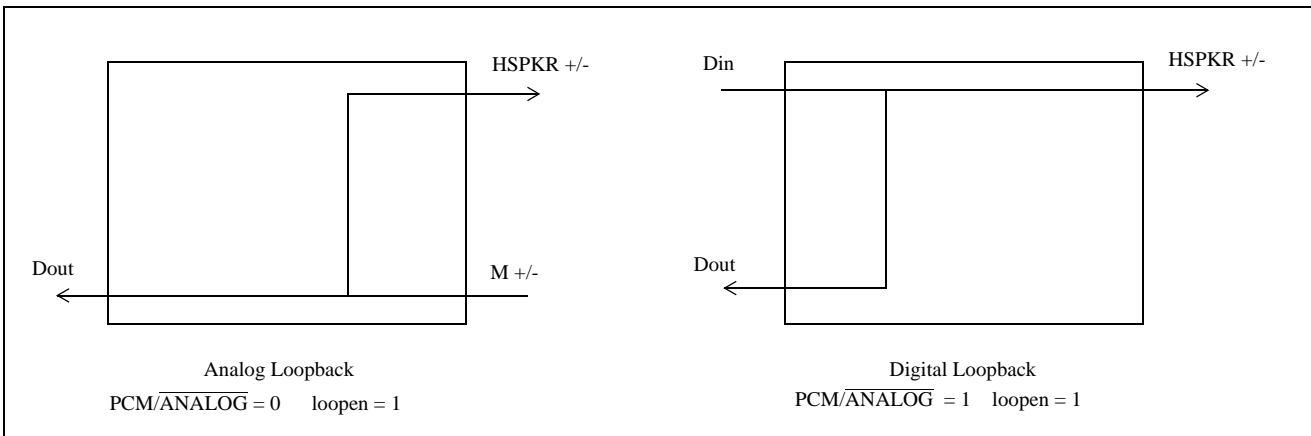 HSPKR +/-
Dout
M +/-
Analog Loopback
PCM/ANALOG = 0 loopen = 1
Din
HSPKR +/-
Dout
Digital Loopback
PCM/ANALOG = 1 loopen = 1